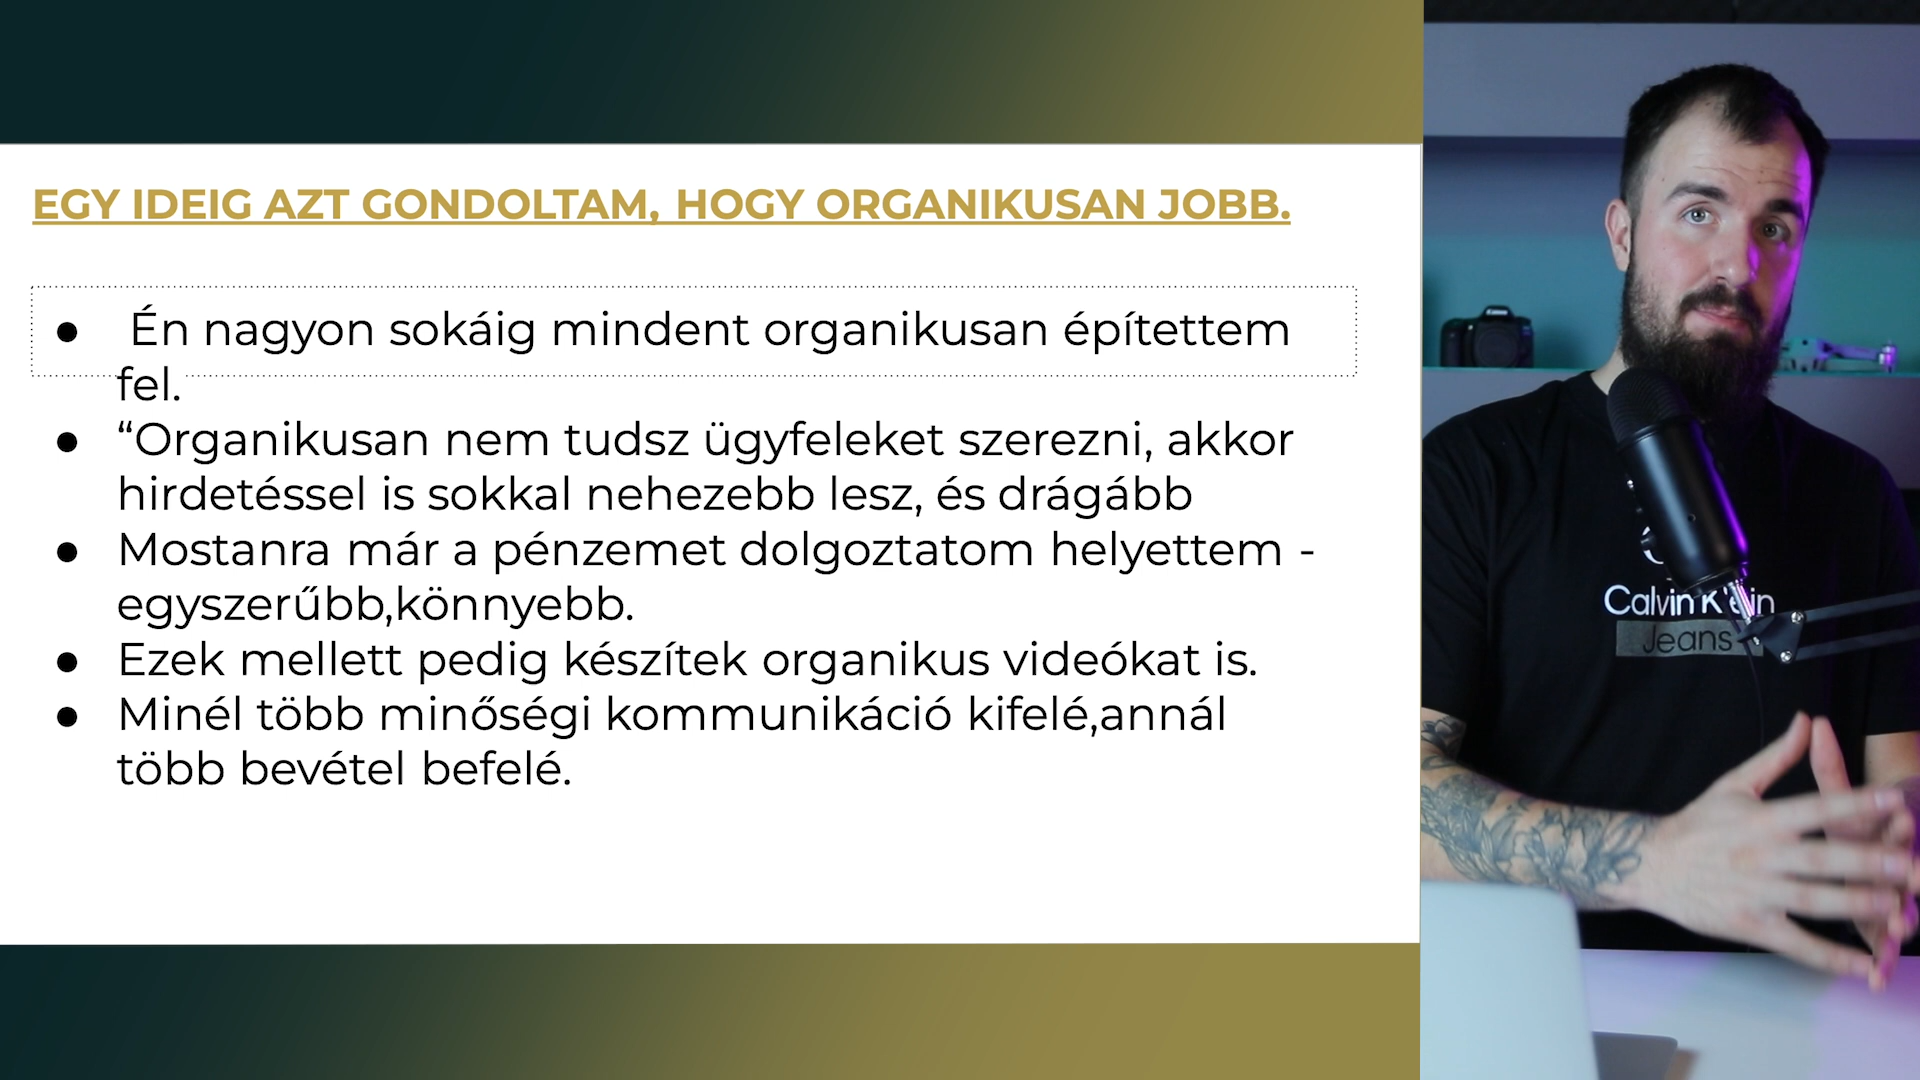 EGY IDEIG AZT GONDOLTAM, HOGY ORGANIKUSAN JOBB.
● Én nagyon sokáig mindent organikusan építettem
fel.
● “Organikusan nem tudsz ügyfeleket szerezni, akkor
hirdetéssel is sokkal nehezebb lesz, és drágább
● Mostanra már a pénzemet dolgoztatom helyettem -
egyszerűbb,könnyebb.
● Ezek mellett pedig készítek organikus videókat is.
● Minél több minőségi kommunikáció kifelé,annál
több bevétel befelé.
Calvin Klein
Jeans